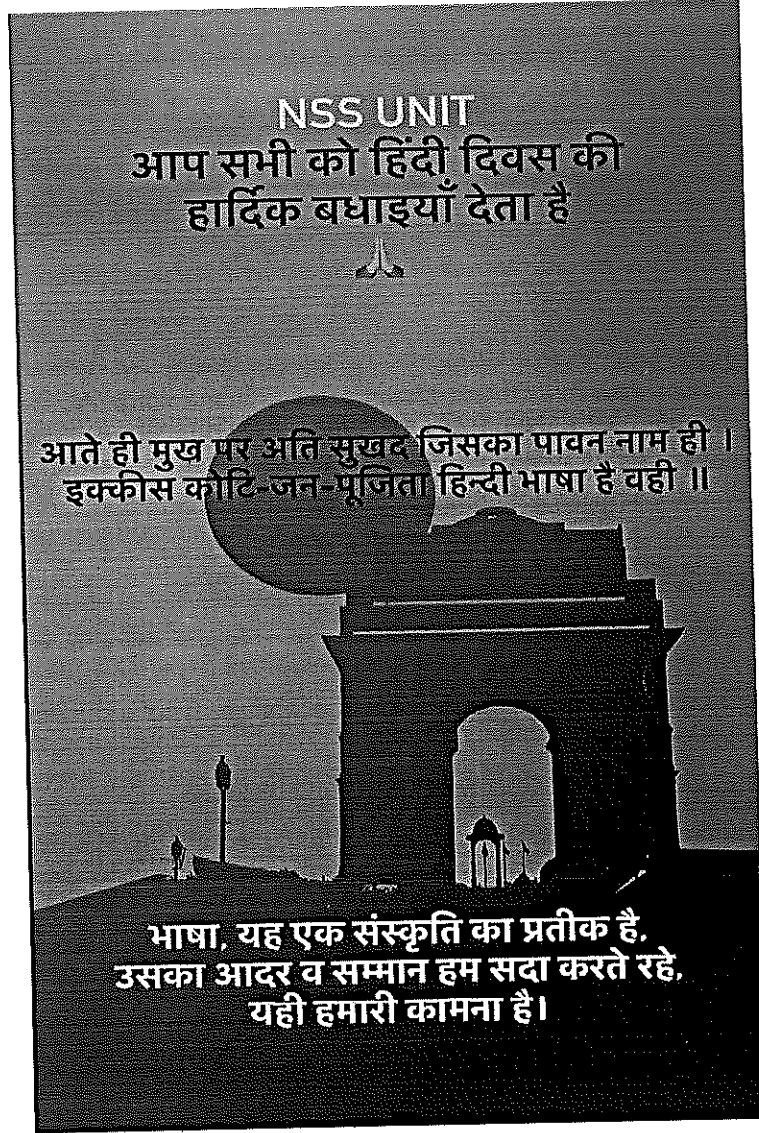 NSS UNIT
आप सभी को हिंदी दिवस की
हार्दिक बधाइयाँ देता है
आते ही मुख पर अति सुखद जिसका पावन नाम ही ।
इक्कीस कोटि-जन-पूजिता हिन्दी भाषा है वही ॥
भाषा, यह एक संस्कृति का प्रतीक है,
उसका आदर व सम्मान हम सदा करते रहे,
यही हमारी कामना है।